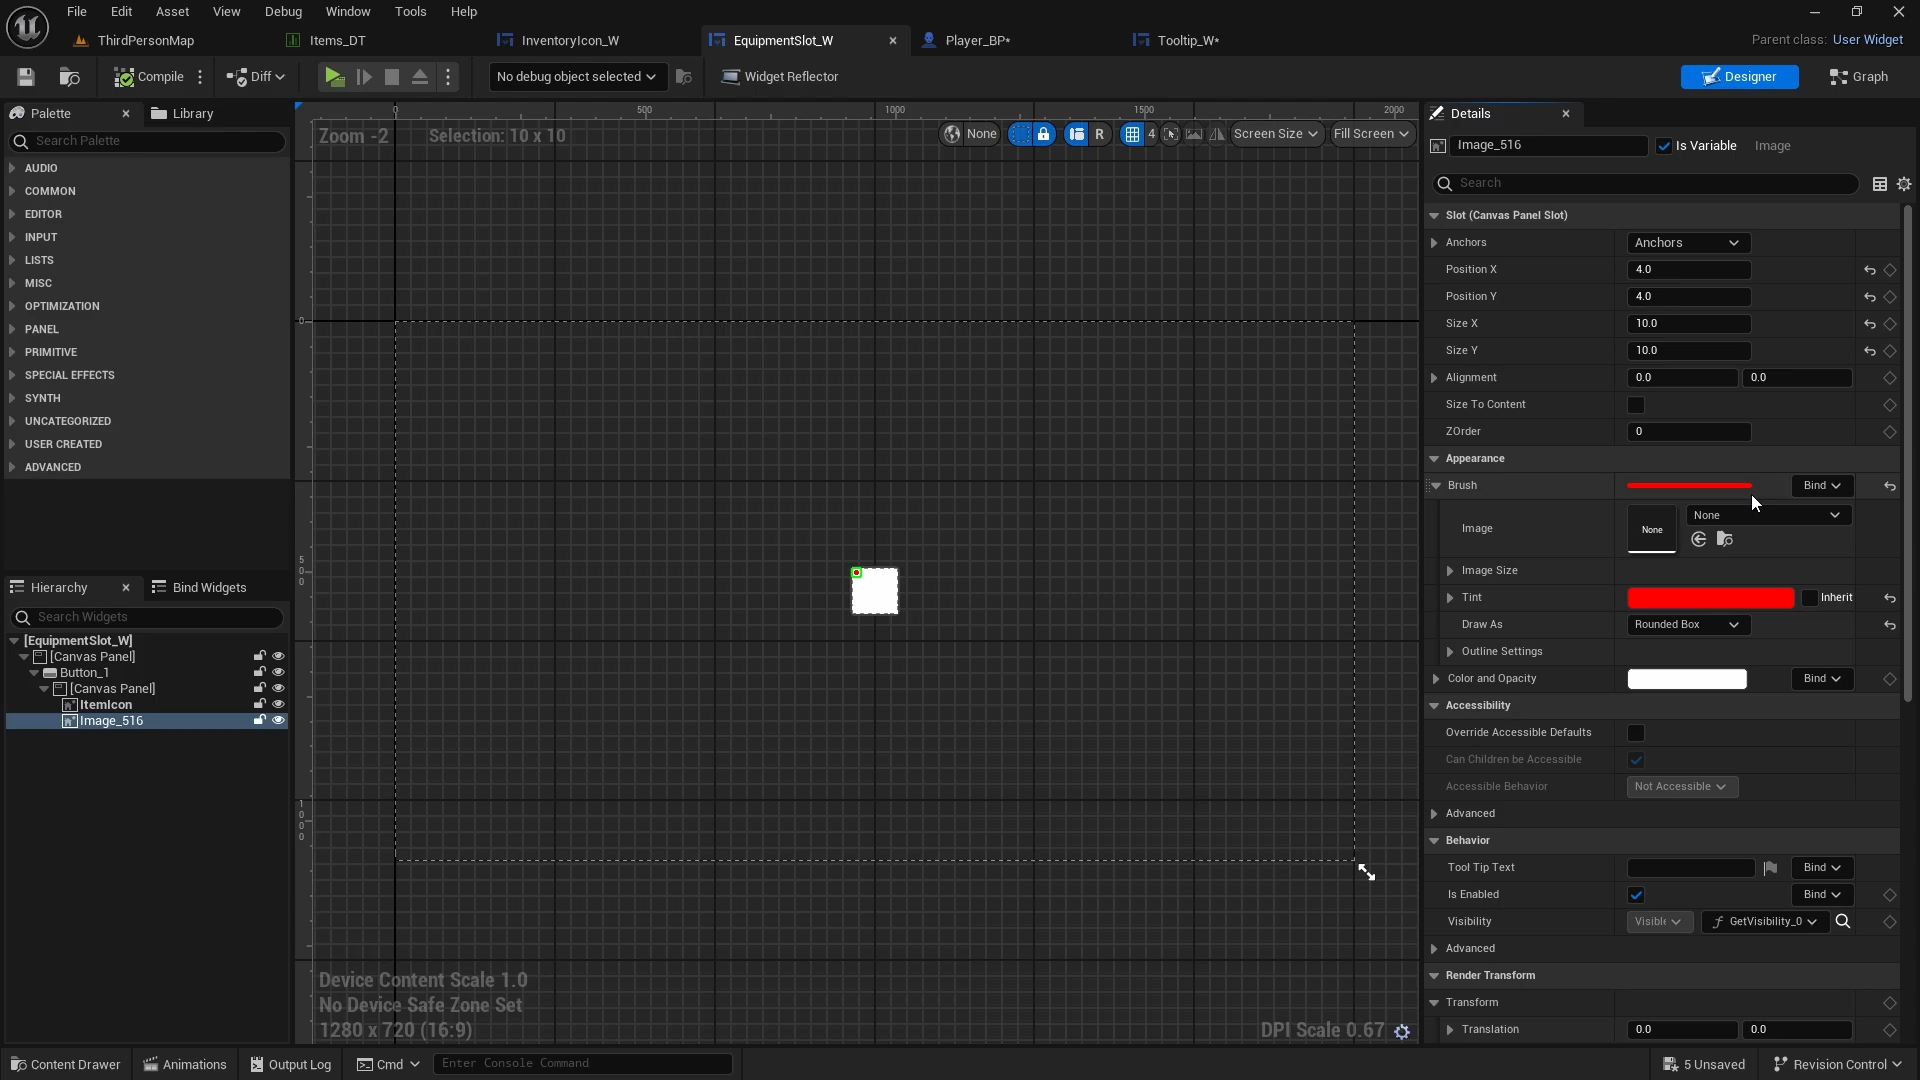 File Edit Asset View Debug Window Tools Help
ThirdPersonMap Items_DT InventoryIcon_W EquipmentSlot_W Player_BP* Tooltip_W* Parent class: User Widget
Compile Diff No debug object selected Widget Reflector Designer Graph
Palette Library
Search Palette
AUDIO
COMMON
EDITOR
INPUT
LISTS
MISC
OPTIMIZATION
PANEL
PRIMITIVE
SPECIAL EFFECTS
SYNTH
UNCATEGORIZED
USER CREATED
ADVANCED
Hierarchy Bind Widgets
Search Widgets
[EquipmentSlot_W]
[Canvas Panel]
Button_1
[Canvas Panel]
ItemIcon
Image_516
0 500 1000 1500 2000
Zoom -2 Selection: 10 x 10 None R 4 Screen Size Fill Screen
0
500
1000
Device Content Scale 1.0
No Device Safe Zone Set
1280 x 720 (16:9) DPI Scale 0.67
Details
Image_516 Is Variable Image
Search
Slot (Canvas Panel Slot)
Anchors Anchors
Position X 4.0
Position Y 4.0
Size X 10.0
Size Y 10.0
Alignment 0.0 0.0
Size To Content
ZOrder 0
Appearance
Brush Bind
Image None None
Image Size
Tint Inherit
Draw As Rounded Box
Outline Settings
Color and Opacity Bind
Accessibility
Override Accessible Defaults
Can Children be Accessible
Accessible Behavior Not Accessible
Advanced
Behavior
Tool Tip Text Bind
Is Enabled Bind
Visibility Visible GetVisibility_0
Advanced
Render Transform
Transform
Translation 0.0 0.0
Content Drawer Animations Output Log Cmd Enter Console Command 5 Unsaved Revision Control